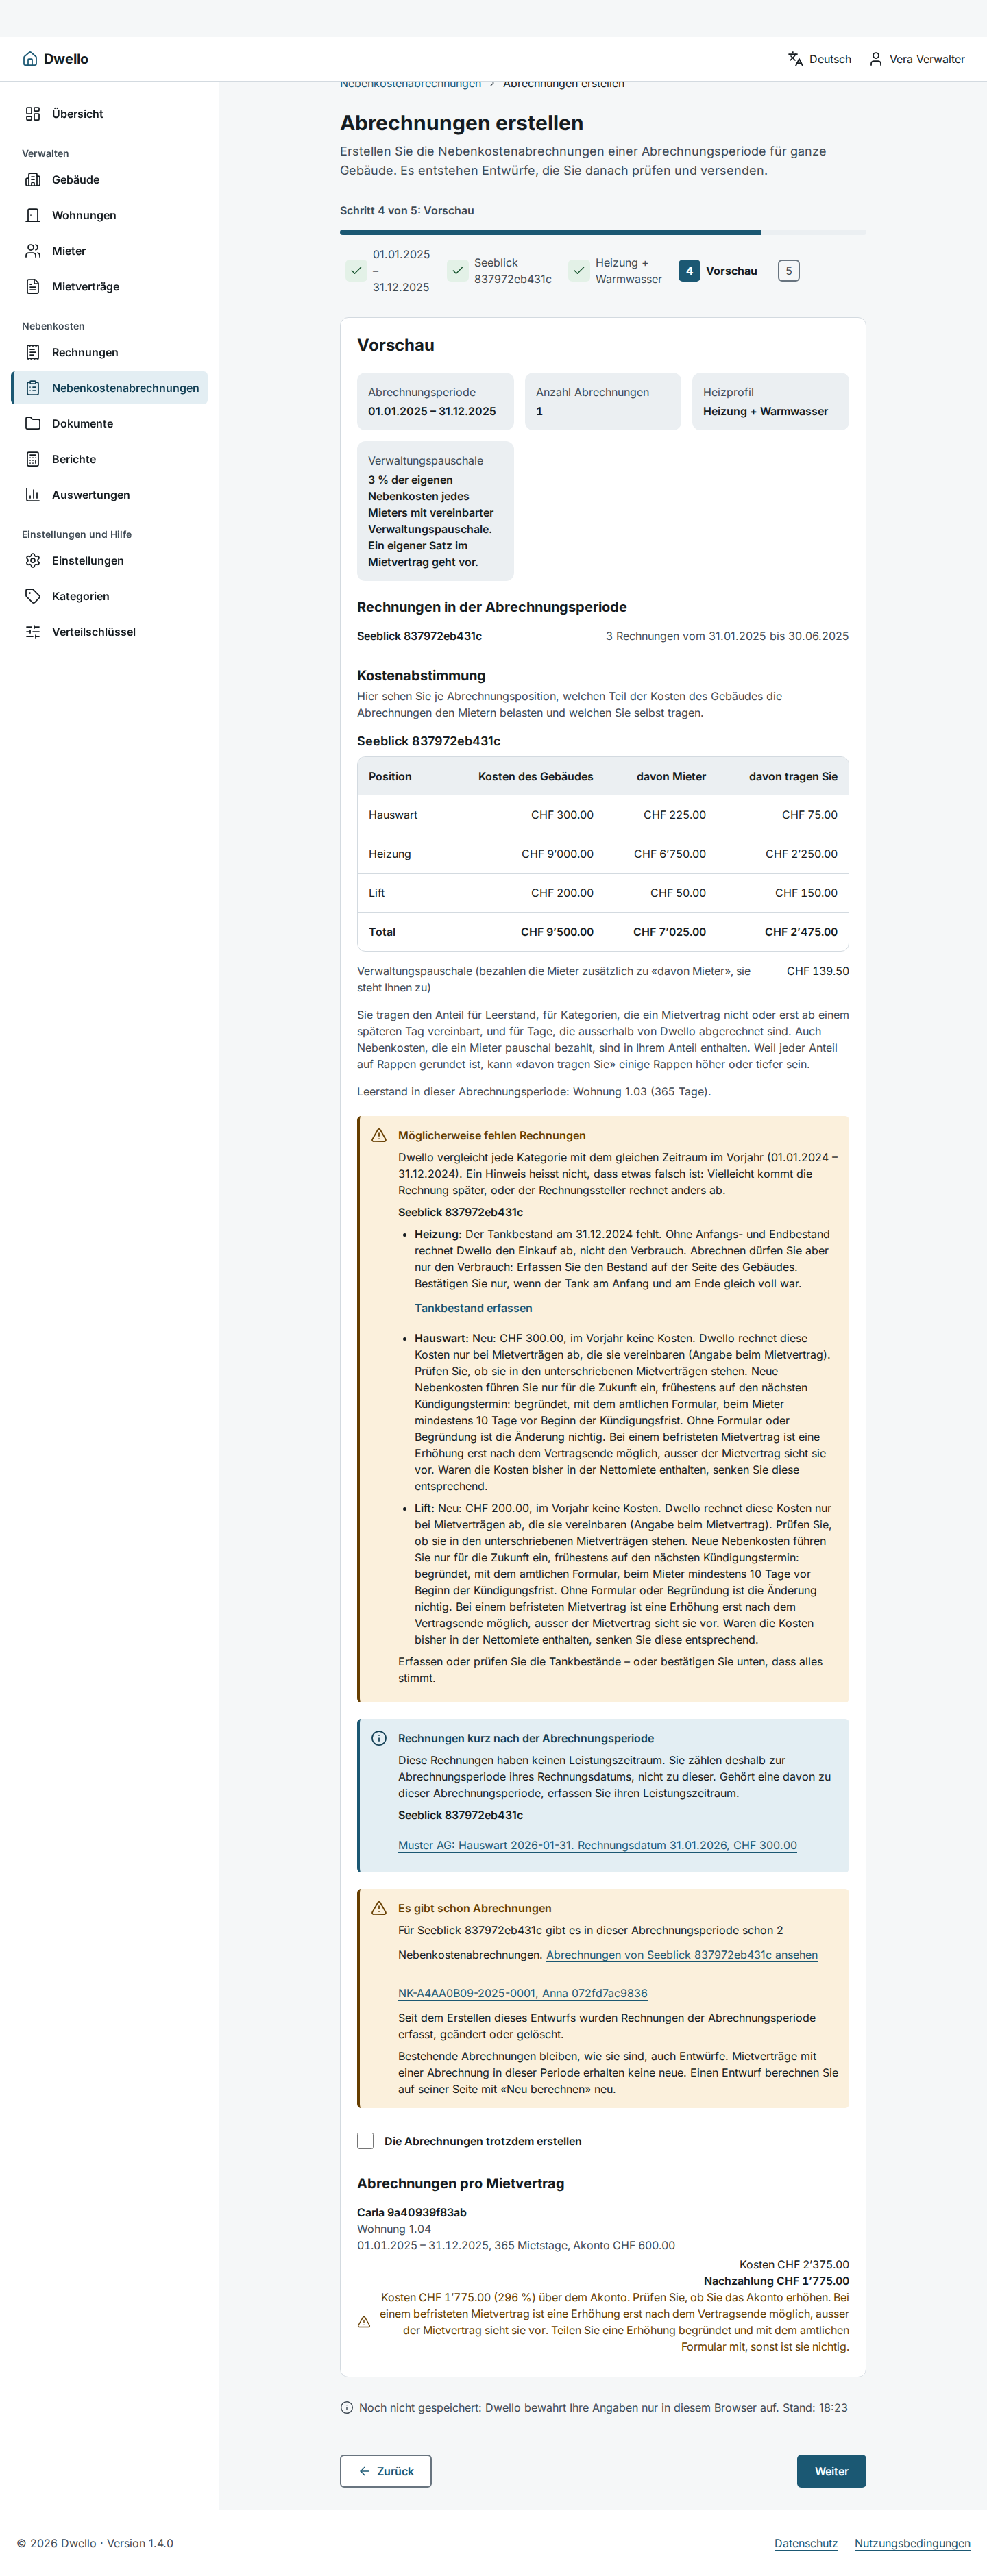 Dwello
Deutsch
Vera Verwalter
Übersicht
Verwalten
Gebäude
Wohnungen
Mieter
Mietverträge
Nebenkosten
Rechnungen
Nebenkostenabrechnungen
Dokumente
Berichte
Auswertungen
Einstellungen und Hilfe
Einstellungen
Kategorien
Verteilschlüssel
Nebenkostenabrechnungen › Abrechnungen erstellen
Abrechnungen erstellen
Erstellen Sie die Nebenkostenabrechnungen einer Abrechnungsperiode für ganze
Gebäude. Es entstehen Entwürfe, die Sie danach prüfen und versenden.
Schritt 4 von 5: Vorschau
01.01.2025
–
31.12.2025
Seeblick
837972eb431c
Heizung +
Warmwasser
4 Vorschau
5
Vorschau
Abrechnungsperiode
01.01.2025 – 31.12.2025
Anzahl Abrechnungen
1
Heizprofil
Heizung + Warmwasser
Verwaltungspauschale
3 % der eigenen
Nebenkosten jedes
Mieters mit vereinbarter
Verwaltungspauschale.
Ein eigener Satz im
Mietvertrag geht vor.
Rechnungen in der Abrechnungsperiode
Seeblick 837972eb431c 3 Rechnungen vom 31.01.2025 bis 30.06.2025
Kostenabstimmung
Hier sehen Sie je Abrechnungsposition, welchen Teil der Kosten des Gebäudes die
Abrechnungen den Mietern belasten und welchen Sie selbst tragen.
Seeblick 837972eb431c
Position Kosten des Gebäudes davon Mieter davon tragen Sie
Hauswart CHF 300.00 CHF 225.00 CHF 75.00
Heizung CHF 9’000.00 CHF 6’750.00 CHF 2’250.00
Lift CHF 200.00 CHF 50.00 CHF 150.00
Total CHF 9’500.00 CHF 7’025.00 CHF 2’475.00
Verwaltungspauschale (bezahlen die Mieter zusätzlich zu «davon Mieter», sie CHF 139.50
steht Ihnen zu)
Sie tragen den Anteil für Leerstand, für Kategorien, die ein Mietvertrag nicht oder erst ab einem
späteren Tag vereinbart, und für Tage, die ausserhalb von Dwello abgerechnet sind. Auch
Nebenkosten, die ein Mieter pauschal bezahlt, sind in Ihrem Anteil enthalten. Weil jeder Anteil
auf Rappen gerundet ist, kann «davon tragen Sie» einige Rappen höher oder tiefer sein.
Leerstand in dieser Abrechnungsperiode: Wohnung 1.03 (365 Tage).
Möglicherweise fehlen Rechnungen
Dwello vergleicht jede Kategorie mit dem gleichen Zeitraum im Vorjahr (01.01.2024 –
31.12.2024). Ein Hinweis heisst nicht, dass etwas falsch ist: Vielleicht kommt die
Rechnung später, oder der Rechnungssteller rechnet anders ab.
Seeblick 837972eb431c
• Heizung: Der Tankbestand am 31.12.2024 fehlt. Ohne Anfangs- und Endbestand
rechnet Dwello den Einkauf ab, nicht den Verbrauch. Abrechnen dürfen Sie aber
nur den Verbrauch: Erfassen Sie den Bestand auf der Seite des Gebäudes.
Bestätigen Sie nur, wenn der Tank am Anfang und am Ende gleich voll war.
Tankbestand erfassen
• Hauswart: Neu: CHF 300.00, im Vorjahr keine Kosten. Dwello rechnet diese
Kosten nur bei Mietverträgen ab, die sie vereinbaren (Angabe beim Mietvertrag).
Prüfen Sie, ob sie in den unterschriebenen Mietverträgen stehen. Neue
Nebenkosten führen Sie nur für die Zukunft ein, frühestens auf den nächsten
Kündigungstermin: begründet, mit dem amtlichen Formular, beim Mieter
mindestens 10 Tage vor Beginn der Kündigungsfrist. Ohne Formular oder
Begründung ist die Änderung nichtig. Bei einem befristeten Mietvertrag ist eine
Erhöhung erst nach dem Vertragsende möglich, ausser der Mietvertrag sieht sie
vor. Waren die Kosten bisher in der Nettomiete enthalten, senken Sie diese
entsprechend.
• Lift: Neu: CHF 200.00, im Vorjahr keine Kosten. Dwello rechnet diese Kosten nur
bei Mietverträgen ab, die sie vereinbaren (Angabe beim Mietvertrag). Prüfen Sie,
ob sie in den unterschriebenen Mietverträgen stehen. Neue Nebenkosten führen
Sie nur für die Zukunft ein, frühestens auf den nächsten Kündigungstermin:
begründet, mit dem amtlichen Formular, beim Mieter mindestens 10 Tage vor
Beginn der Kündigungsfrist. Ohne Formular oder Begründung ist die Änderung
nichtig. Bei einem befristeten Mietvertrag ist eine Erhöhung erst nach dem
Vertragsende möglich, ausser der Mietvertrag sieht sie vor. Waren die Kosten
bisher in der Nettomiete enthalten, senken Sie diese entsprechend.
Erfassen oder prüfen Sie die Tankbestände – oder bestätigen Sie unten, dass alles
stimmt.
Rechnungen kurz nach der Abrechnungsperiode
Diese Rechnungen haben keinen Leistungszeitraum. Sie zählen deshalb zur
Abrechnungsperiode ihres Rechnungsdatums, nicht zu dieser. Gehört eine davon zu
dieser Abrechnungsperiode, erfassen Sie ihren Leistungszeitraum.
Seeblick 837972eb431c
Muster AG: Hauswart 2026-01-31. Rechnungsdatum 31.01.2026, CHF 300.00
Es gibt schon Abrechnungen
Für Seeblick 837972eb431c gibt es in dieser Abrechnungsperiode schon 2
Nebenkostenabrechnungen. Abrechnungen von Seeblick 837972eb431c ansehen
NK-A4AA0B09-2025-0001, Anna 072fd7ac9836
Seit dem Erstellen dieses Entwurfs wurden Rechnungen der Abrechnungsperiode
erfasst, geändert oder gelöscht.
Bestehende Abrechnungen bleiben, wie sie sind, auch Entwürfe. Mietverträge mit
einer Abrechnung in dieser Periode erhalten keine neue. Einen Entwurf berechnen Sie
auf seiner Seite mit «Neu berechnen» neu.
Die Abrechnungen trotzdem erstellen
Abrechnungen pro Mietvertrag
Carla 9a40939f83ab
Wohnung 1.04
01.01.2025 – 31.12.2025, 365 Mietstage, Akonto CHF 600.00
Kosten CHF 2’375.00
Nachzahlung CHF 1’775.00
Kosten CHF 1’775.00 (296 %) über dem Akonto. Prüfen Sie, ob Sie das Akonto erhöhen. Bei
einem befristeten Mietvertrag ist eine Erhöhung erst nach dem Vertragsende möglich, ausser
der Mietvertrag sieht sie vor. Teilen Sie eine Erhöhung begründet und mit dem amtlichen
Formular mit, sonst ist sie nichtig.
Noch nicht gespeichert: Dwello bewahrt Ihre Angaben nur in diesem Browser auf. Stand: 18:23
Zurück
Weiter
© 2026 Dwello · Version 1.4.0
Datenschutz
Nutzungsbedingungen